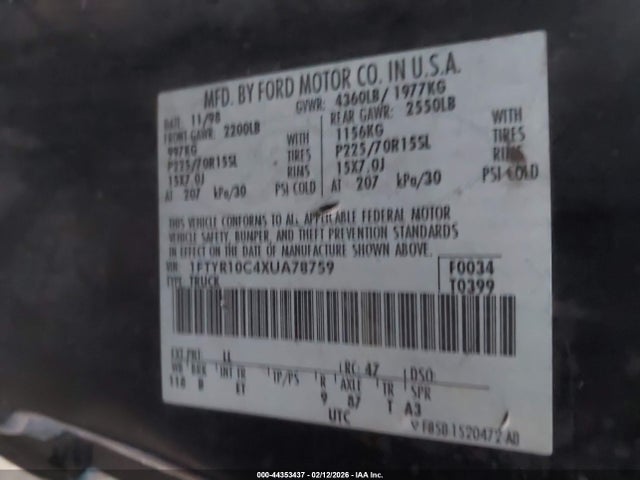 MFD. BY FORD MOTOR CO. IN U.S.A.
DATE: 11/98 GVWR: 4360LB/ 1977KG
FRONT GAWR: 2200LB REAR GAWR: 2550LB
997KG WITH 1156KG WITH
P225/70R15SL TIRES P225/70R15SL TIRES
15X7.0J RIMS 15X7.0J RIMS
AT 207 kPa/30 PSI COLD AT 207 kPa/30 PSI COLD
THIS VEHICLE CONFORMS TO ALL APPLICABLE FEDERAL MOTOR
VEHICLE SAFETY, BUMPER, AND THEFT PREVENTION STANDARDS
IN EFFECT ON THE DATE OF MANUFACTURE SHOWN ABOVE.
VIN: 1FTYR10C4XUA78759 F0034
TYPE: TRUCK T0399
EXT PNT: LL RC: 47 DSO:
WB BRK INT TR TP/PS R AXLE TR SPR
118 B ET 9 87 T A3
UTC
F85B 1520472 AB
000-44353437 - 02/12/2026 - IAA Inc.